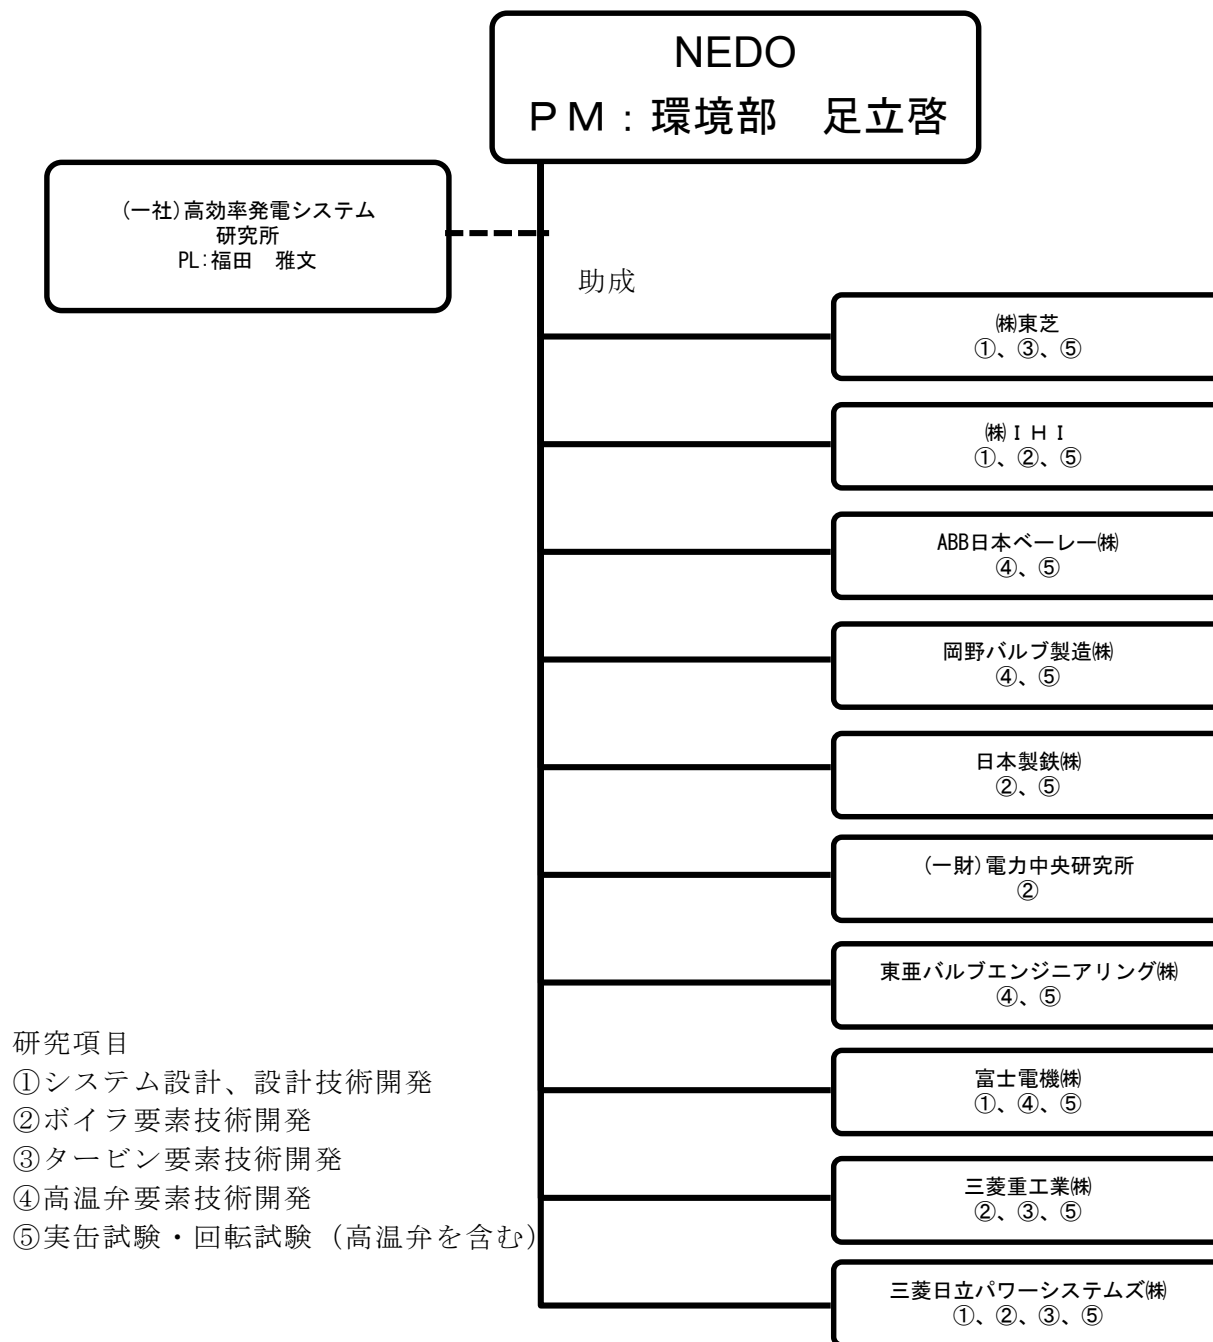 NEDO
ＰＭ：環境部　足立啓
(一社)高効率発電システム
研究所
PL:福田　雅文
助成
㈱東芝
①、③、⑤
㈱ＩＨＩ
①、②、⑤
ABB日本ベーレー㈱
④、⑤
岡野バルブ製造㈱
④、⑤
日本製鉄㈱
②、⑤
(一財)電力中央研究所
②
東亜バルブエンジニアリング㈱
④、⑤
富士電機㈱
①、④、⑤
三菱重工業㈱
②、③、⑤
三菱日立パワーシステムズ㈱
①、②、③、⑤
研究項目
①システム設計、設計技術開発
②ボイラ要素技術開発
③タービン要素技術開発
④高温弁要素技術開発
⑤実缶試験・回転試験（高温弁を含む）